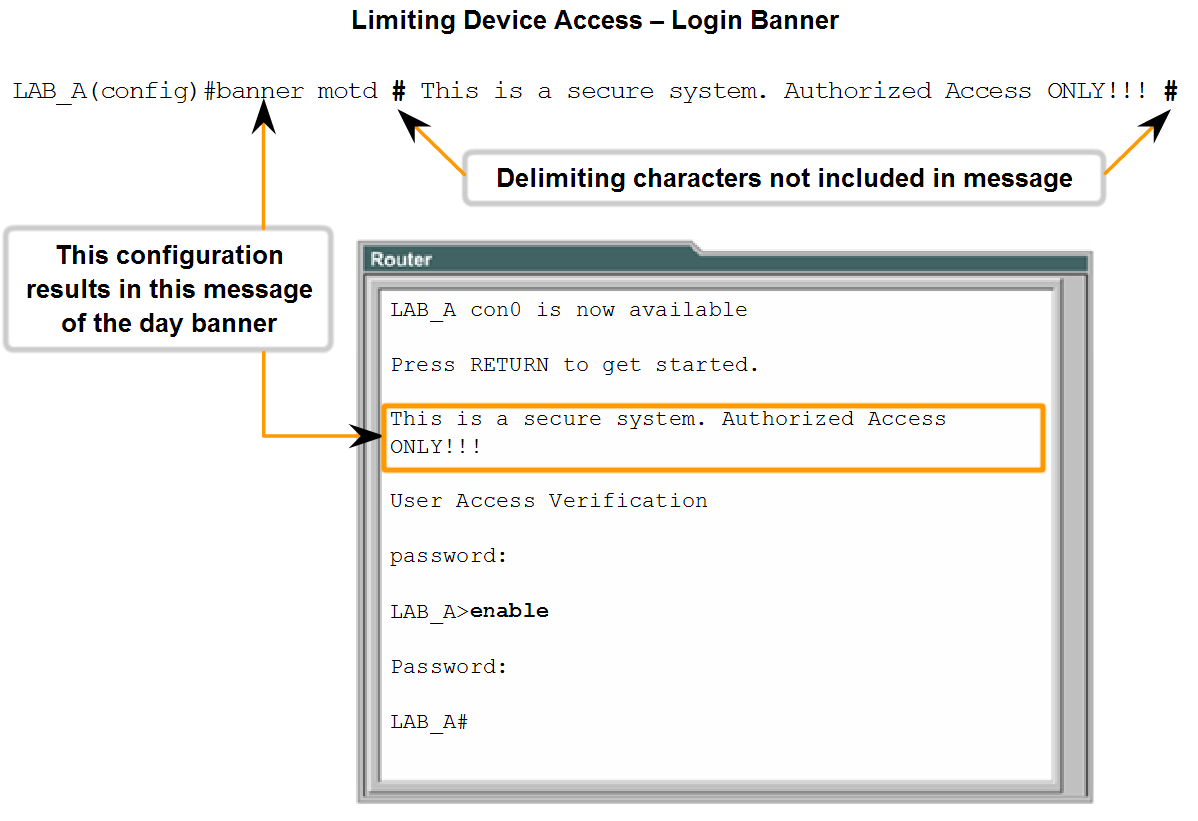 Limiting Device Access – Login Banner
LAB_A(config)#banner motd # This is a secure system. Authorized Access ONLY!!! #
Delimiting characters not included in message
This configuration
results in this message
of the day banner
Router
LAB_A con0 is now available
Press RETURN to get started.
This is a secure system. Authorized Access
ONLY!!!
User Access Verification
password:
LAB_A>enable
Password:
LAB_A#